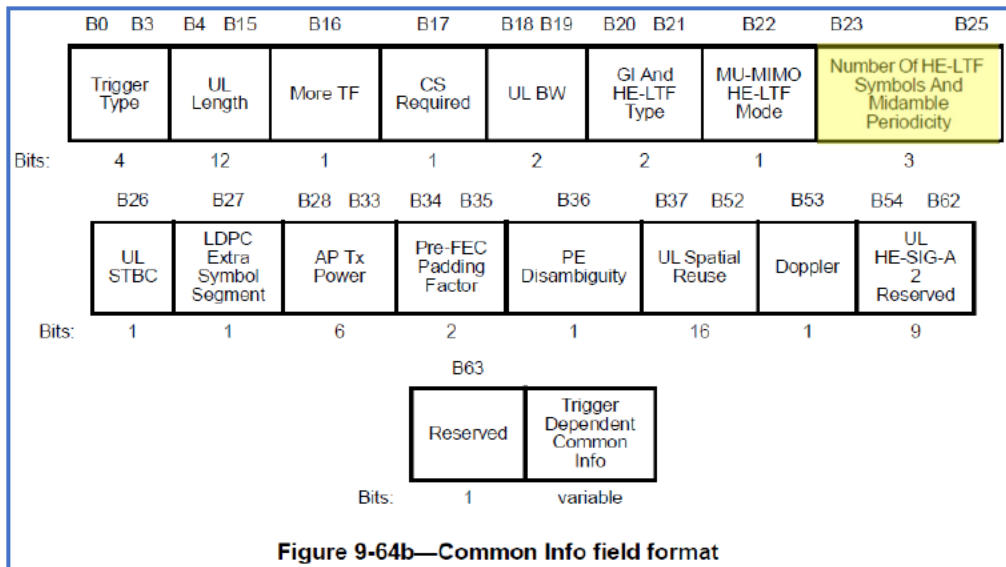 B0 B3 B4 B15 B16 B17 B18 B19 B20 B21 B22 B23 B25
Trigger
Type
UL
Length
More TF
CS
Required
UL BW
GI And
HE-LTF
Type
MU-MIMO
HE-LTF
Mode
Number Of HE-LTF
Symbols And
Midamble
Periodicity
Bits: 4 12 1 1 2 2 1 3
B26 B27 B28 B33 B34 B35 B36 B37 B52 B53 B54 B62
UL
STBC
LDPC
Extra
Symbol
Segment
AP Tx
Power
Pre-FEC
Padding
Factor
PE
Disambiguity
UL Spatial
Reuse
Doppler
UL
HE-SIG-A
2
Reserved
Bits: 1 1 6 2 1 16 1 9
B63
Reserved
Trigger
Dependent
Common
Info
Bits: 1 variable
Figure 9-64b—Common Info field format